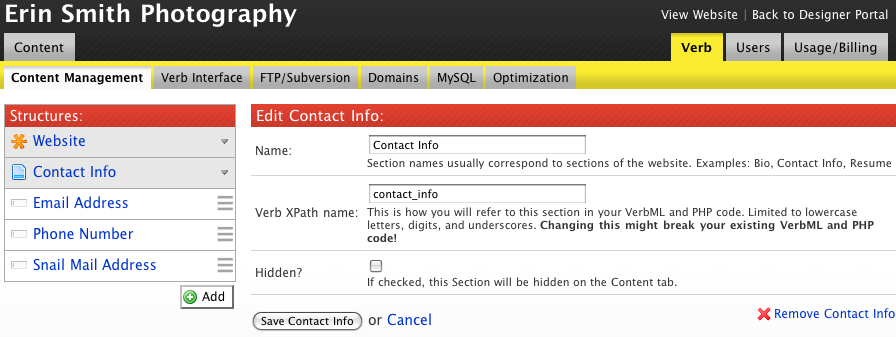 Erin Smith Photography
View Website | Back to Designer Portal
Content
Verb
Users
Usage/Billing
Content Management
Verb Interface
FTP/Subversion
Domains
MySQL
Optimization
Structures:
Website
Contact Info
Email Address
Phone Number
Snail Mail Address
Add
Edit Contact Info:
Name:
Contact Info
Section names usually correspond to sections of the website. Examples: Bio, Contact Info, Resume
Verb XPath name:
contact_info
This is how you will refer to this section in your VerbML and PHP code. Limited to lowercase
letters, digits, and underscores. Changing this might break your existing VerbML and PHP
code!
Hidden?
If checked, this Section will be hidden on the Content tab.
Save Contact Info or Cancel
Remove Contact Info